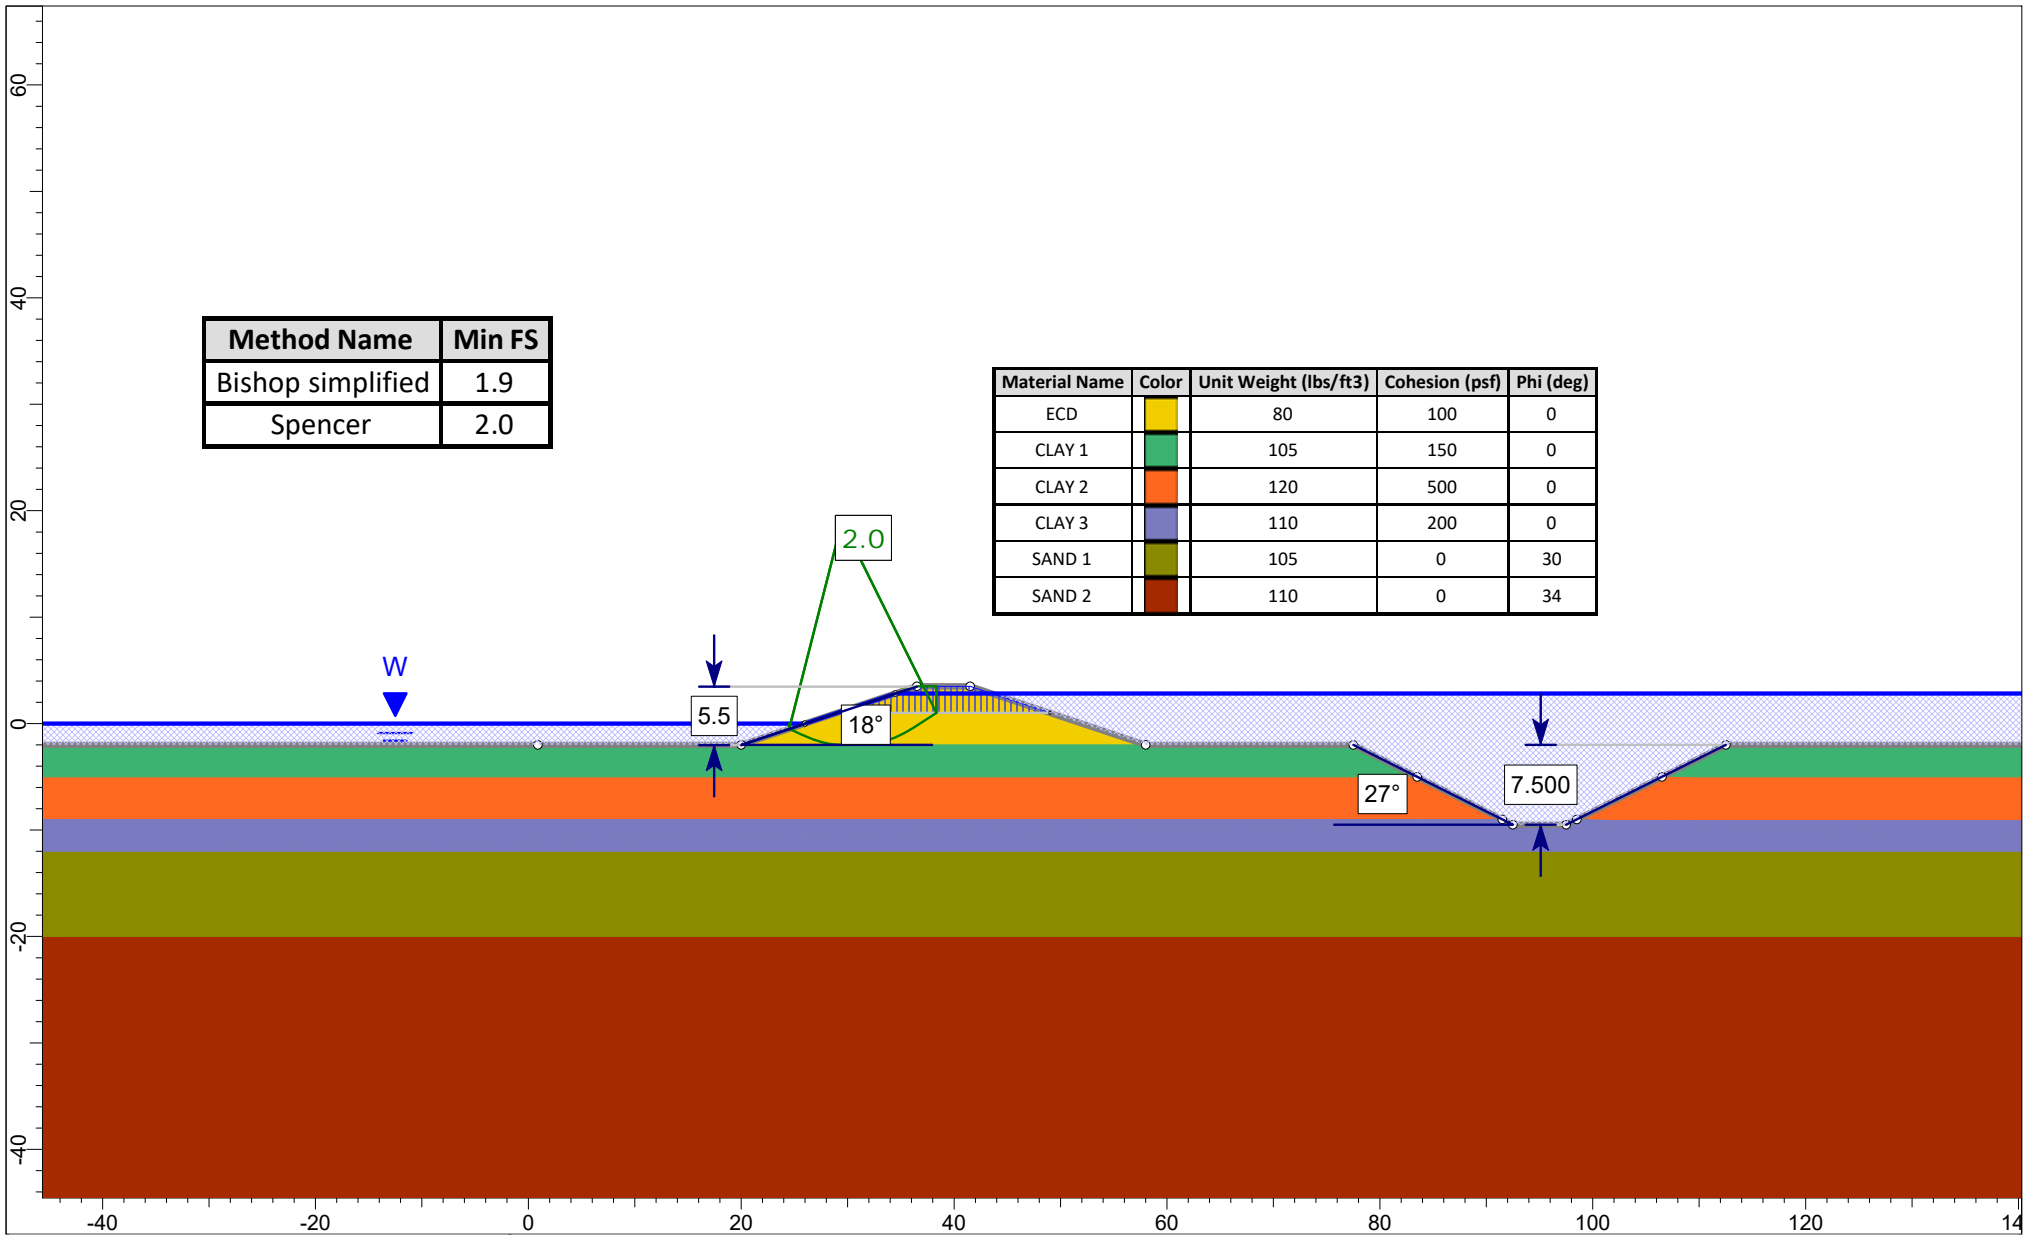 60
40
20
0
-20
-40
Method Name Min FS
Bishop simplified 1.9
Spencer 2.0
Material Name Color Unit Weight (lbs/ft3) Cohesion (psf) Phi (deg)
ECD 80 100 0
CLAY 1 105 150 0
CLAY 2 120 500 0
CLAY 3 110 200 0
SAND 1 105 0 30
SAND 2 110 0 34
2.0
W
5.5
18°
27°
7.500
-40 -20 0 20 40 60 80 100 120 14